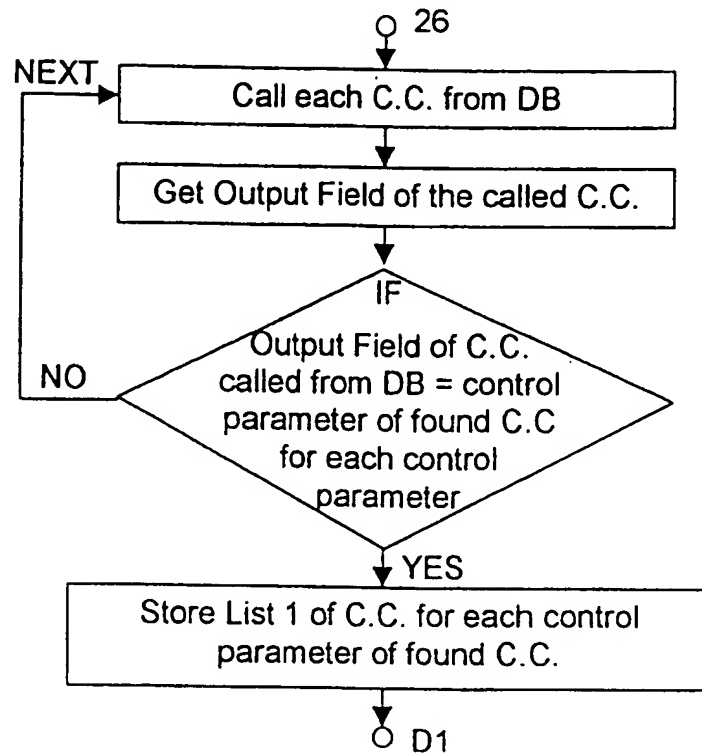 26
NEXT
Call each C.C. from DB
Get Output Field of the called C.C.
IF
Output Field of C.C.
called from DB = control
parameter of found C.C
for each control
parameter
NO
YES
Store List 1 of C.C. for each control
parameter of found C.C.
D1